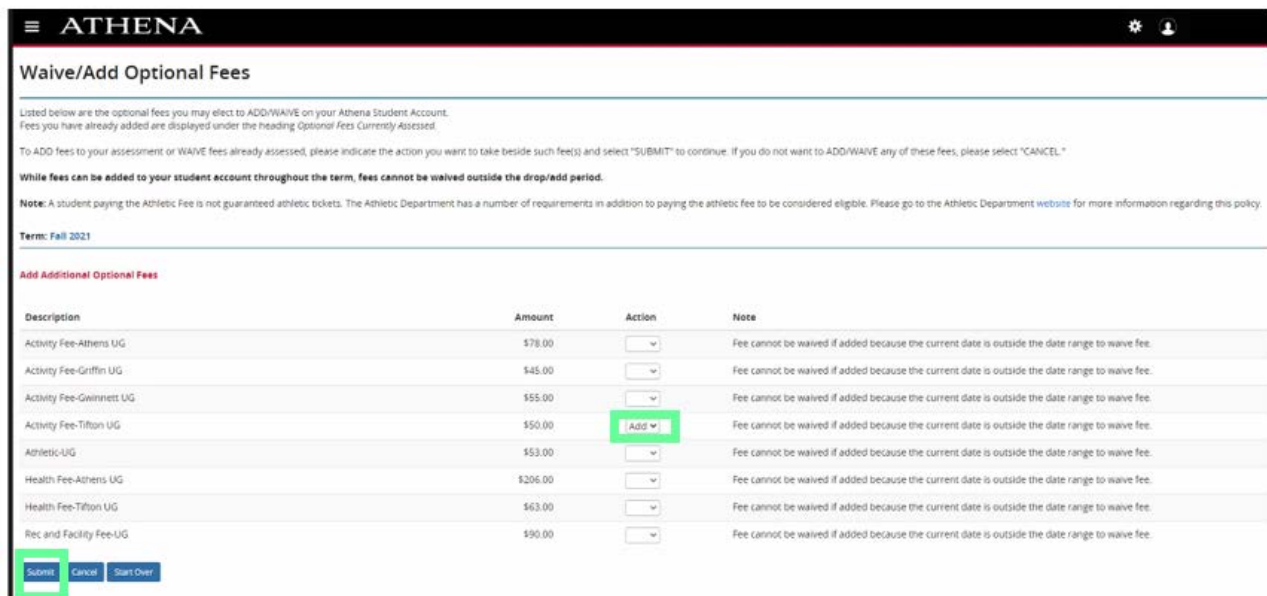 ATHENA
Waive/Add Optional Fees
Listed below are the optional fees you may elect to ADD/WAIVE on your Athena Student Account.
Fees you have already added are displayed under the heading Optional Fees Currently Assessed.
To ADD fees to your assessment or WAIVE fees already assessed, please indicate the action you want to take beside such fee(s) and select "SUBMIT" to continue. If you do not want to ADD/WAIVE any of these fees, please select "CANCEL."
While fees can be added to your student account throughout the term, fees cannot be waived outside the drop/add period.
Note: A student paying the Athletic Fee is not guaranteed athletic tickets. The Athletic Department has a number of requirements in addition to paying the athletic fee to be considered eligible. Please go to the Athletic Department website for more information regarding this policy.
Term: Fall 2021
Add Additional Optional Fees
Description Amount Action Note
Activity Fee-Athens UG $78.00 Fee cannot be waived if added because the current date is outside the date range to waive fee.
Activity Fee-Griffin UG $45.00 Fee cannot be waived if added because the current date is outside the date range to waive fee.
Activity Fee-Gwinnett UG $55.00 Fee cannot be waived if added because the current date is outside the date range to waive fee.
Activity Fee-Tifton UG $50.00 Add Fee cannot be waived if added because the current date is outside the date range to waive fee.
Athletic-UG $53.00 Fee cannot be waived if added because the current date is outside the date range to waive fee.
Health Fee-Athens UG $206.00 Fee cannot be waived if added because the current date is outside the date range to waive fee.
Health Fee-Tifton UG $63.00 Fee cannot be waived if added because the current date is outside the date range to waive fee.
Rec and Facility Fee-UG $90.00 Fee cannot be waived if added because the current date is outside the date range to waive fee.
Submit Cancel Start Over